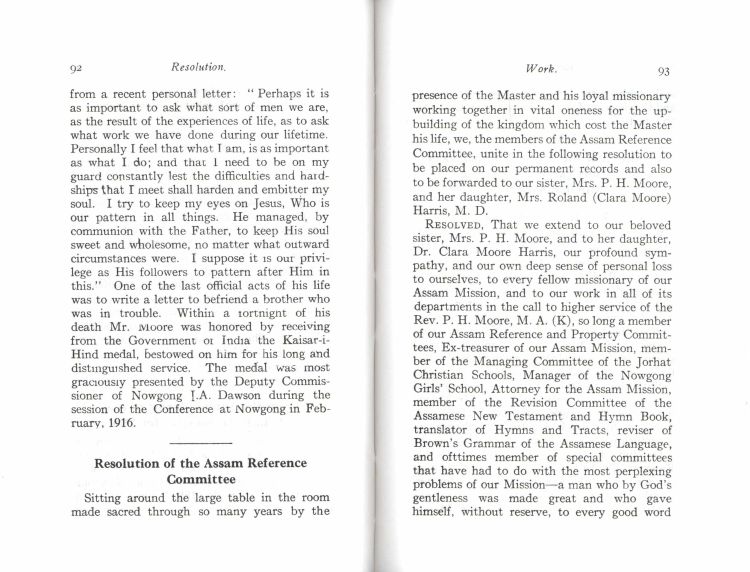 92 Resolution.
from a recent personal letter: “ Perhaps it is
as important to ask what sort of men we are,
as the result of the experiences of life, as to ask
what work we have done during our lifetime.
Personally I feel that what I am, is as important
as what I do; and that I need to be on my
guard constantly lest the difficulties and hard-
ships that I meet shall harden and embitter my
soul. I try to keep my eyes on Jesus, Who is
our pattern in all things. He managed, by
communion with the Father, to keep His soul
sweet and wholesome, no matter what outward
circumstances were. I suppose it is our privi-
lege as His followers to pattern after Him in
this.” One of the last official acts of his life
was to write a letter to befriend a brother who
was in trouble. Within a fortnight of his
death Mr. Moore was honored by receiving
from the Government of India the Kaisar-i-
Hind medal, bestowed on him for his long and
distinguished service. The medal was most
graciously presented by the Deputy Commis-
sioner of Nowgong J.A. Dawson during the
session of the Conference at Nowgong in Feb-
ruary, 1916.
Resolution of the Assam Reference
Committee
Sitting around the large table in the room
made sacred through so many years by the
Work. 93
presence of the Master and his loyal missionary
working together in vital oneness for the up-
building of the kingdom which cost the Master
his life, we, the members of the Assam Reference
Committee, unite in the following resolution to
be placed on our permanent records and also
to be forwarded to our sister, Mrs. P. H. Moore,
and her daughter, Mrs. Roland (Clara Moore)
Harris, M. D.
RESOLVED, That we extend to our beloved
sister, Mrs. P. H. Moore, and to her daughter,
Dr. Clara Moore Harris, our profound sym-
pathy, and our own deep sense of personal loss
to ourselves, to every fellow missionary of our
Assam Mission, and to our work in all of its
departments in the call to higher service of the
Rev. P. H. Moore, M. A. (K), so long a member
of our Assam Reference and Property Commit-
tees, Ex-treasurer of our Assam Mission, mem-
ber of the Managing Committee of the Jorhat
Christian Schools, Manager of the Nowgong
Girls’ School, Attorney for the Assam Mission,
member of the Revision Committee of the
Assamese New Testament and Hymn Book,
translator of Hymns and Tracts, reviser of
Brown’s Grammar of the Assamese Language,
and ofttimes member of special committees
that have had to do with the most perplexing
problems of our Mission—a man who by God’s
gentleness was made great and who gave
himself, without reserve, to every good word